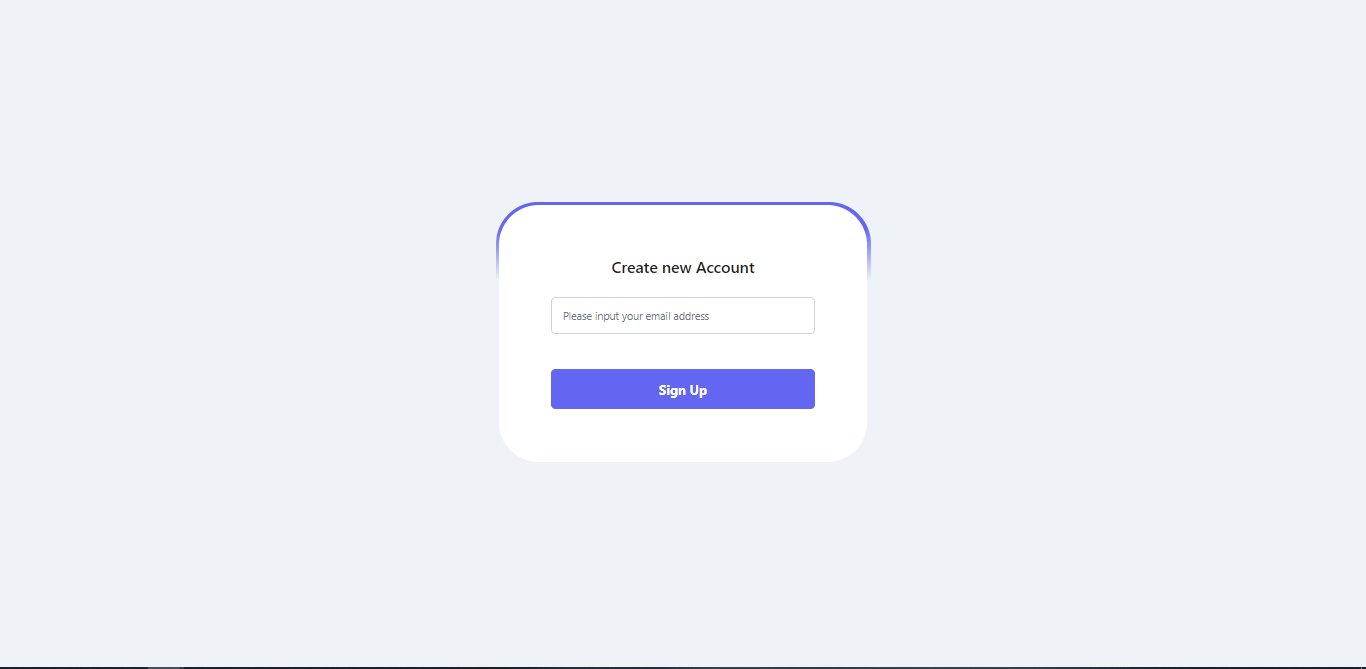 Create new Account
Please input your email address
Sign Up